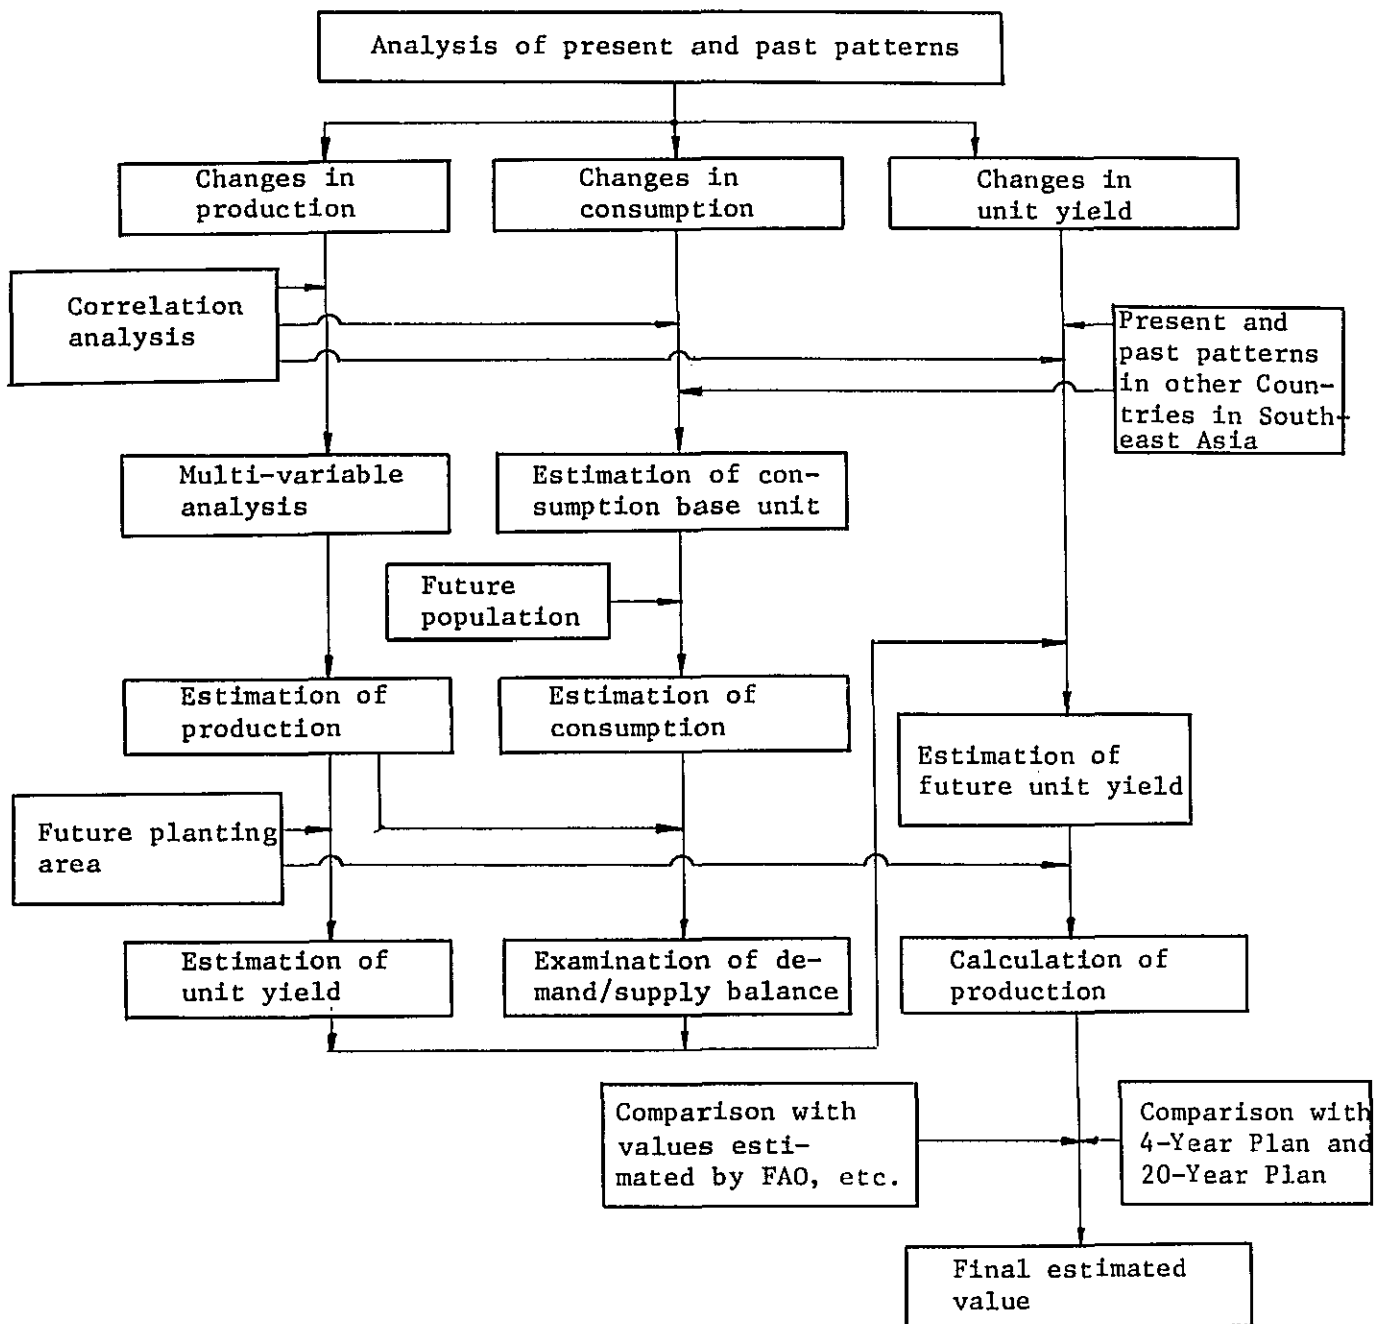 Analysis of present and past patterns
Changes in
production
Changes in
consumption
Changes in
unit yield
Correlation
analysis
Present and
past patterns
in other Coun-
tries in South-
east Asia
Multi-variable
analysis
Estimation of con-
sumption base unit
Future
population
Estimation of
production
Estimation of
consumption
Estimation of
future unit yield
Future planting
area
Estimation of
unit yield
Examination of de-
mand/supply balance
Calculation of
production
Comparison with
values esti-
mated by FAO, etc.
Comparison with
4-Year Plan and
20-Year Plan
Final estimated
value